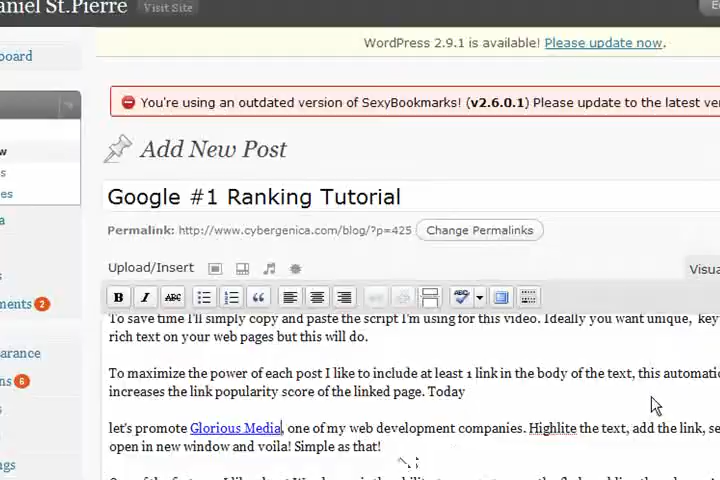 aniel St.Pierre Visit Site
WordPress 2.9.1 is available! Please update now.
board
You're using an outdated version of SexyBookmarks! (v2.6.0.1) Please update to the latest ver
Add New Post
Google #1 Ranking Tutorial
Permalink: http://www.cybergenica.com/blog/?p=425 Change Permalinks
Upload/Insert Visua
B I ABC ABC
ments 2
To save time I'll simply copy and paste the script I'm using for this video. Ideally you want unique, key
rich text on your web pages but this will do.
arance
To maximize the power of each post I like to include at least 1 link in the body of the text, this automatic
ns 6
increases the link popularity score of the linked page. Today
let's promote Glorious Media, one of my web development companies. Highlite the text, add the link, se
open in new window and voila! Simple as that!
ngs